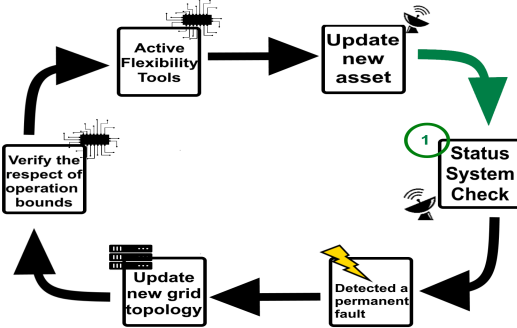 Active
Flexibility
Tools
Update
new
asset
1
Status
System
Check
Detected a
permanent
fault
Update
new grid
topology
Verify the
respect of
operation
bounds